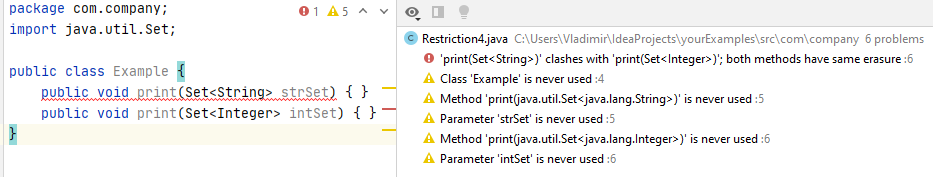 package com.company;
import java.util.Set;
public class Example {
public void print(Set<String> strSet) { }
public void print(Set<Integer> intSet) { }
}
1 5
Restriction4.java C:\Users\Vladimir\IdeaProjects\yourExamples\src\com\company 6 problems
'print(Set<String>)' clashes with 'print(Set<Integer>)'; both methods have same erasure :6
Class 'Example' is never used :4
Method 'print(java.util.Set<java.lang.String>)' is never used :5
Parameter 'strSet' is never used :5
Method 'print(java.util.Set<java.lang.Integer>)' is never used :6
Parameter 'intSet' is never used :6